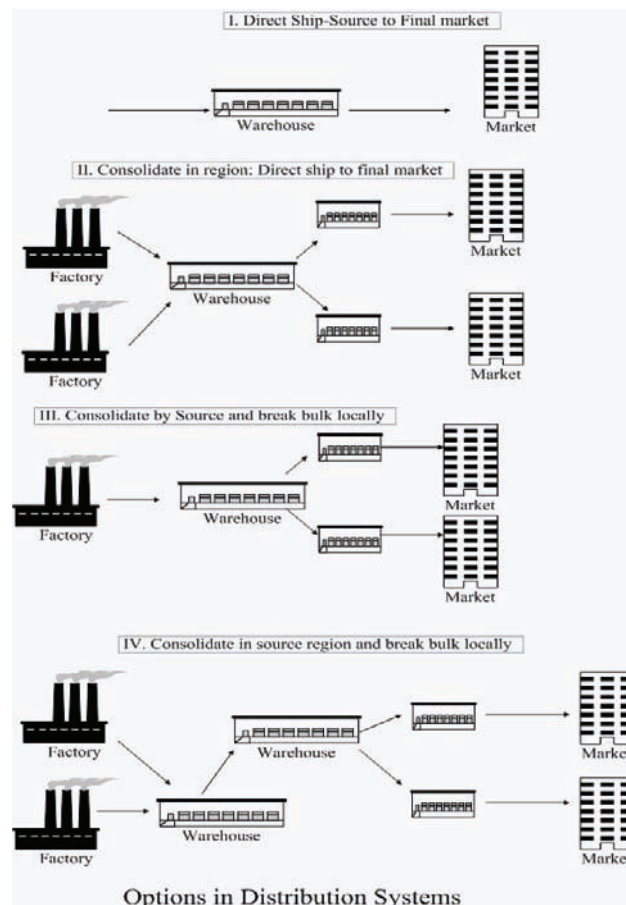 I. Direct Ship-Source to Final market
Warehouse
Market
II. Consolidate in region: Direct ship to final market
Market
Factory
Warehouse
Market
Factory
III. Consolidate by Source and break bulk locally
Market
Factory
Warehouse
Market
IV. Consolidate in source region and break bulk locally
Factory
Warehouse
Market
Warehouse
Factory
Market
Options in Distribution Systems